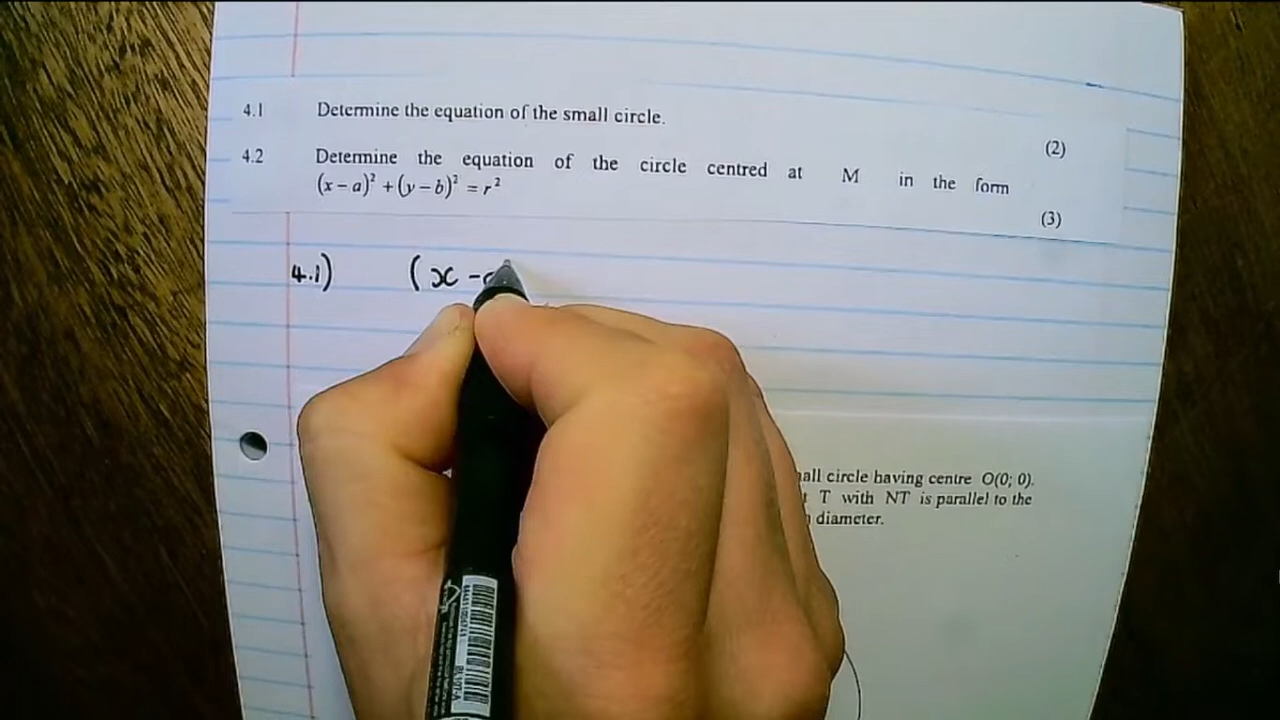 4.1 Determine the equation of the small circle.
(2)
4.2 Determine the equation of the circle centred at M in the form
(x – a)² + (y – b)² = r²
(3)
4.1) (x -
circle having centre O(0; 0).
T with NT is parallel to the
diameter.